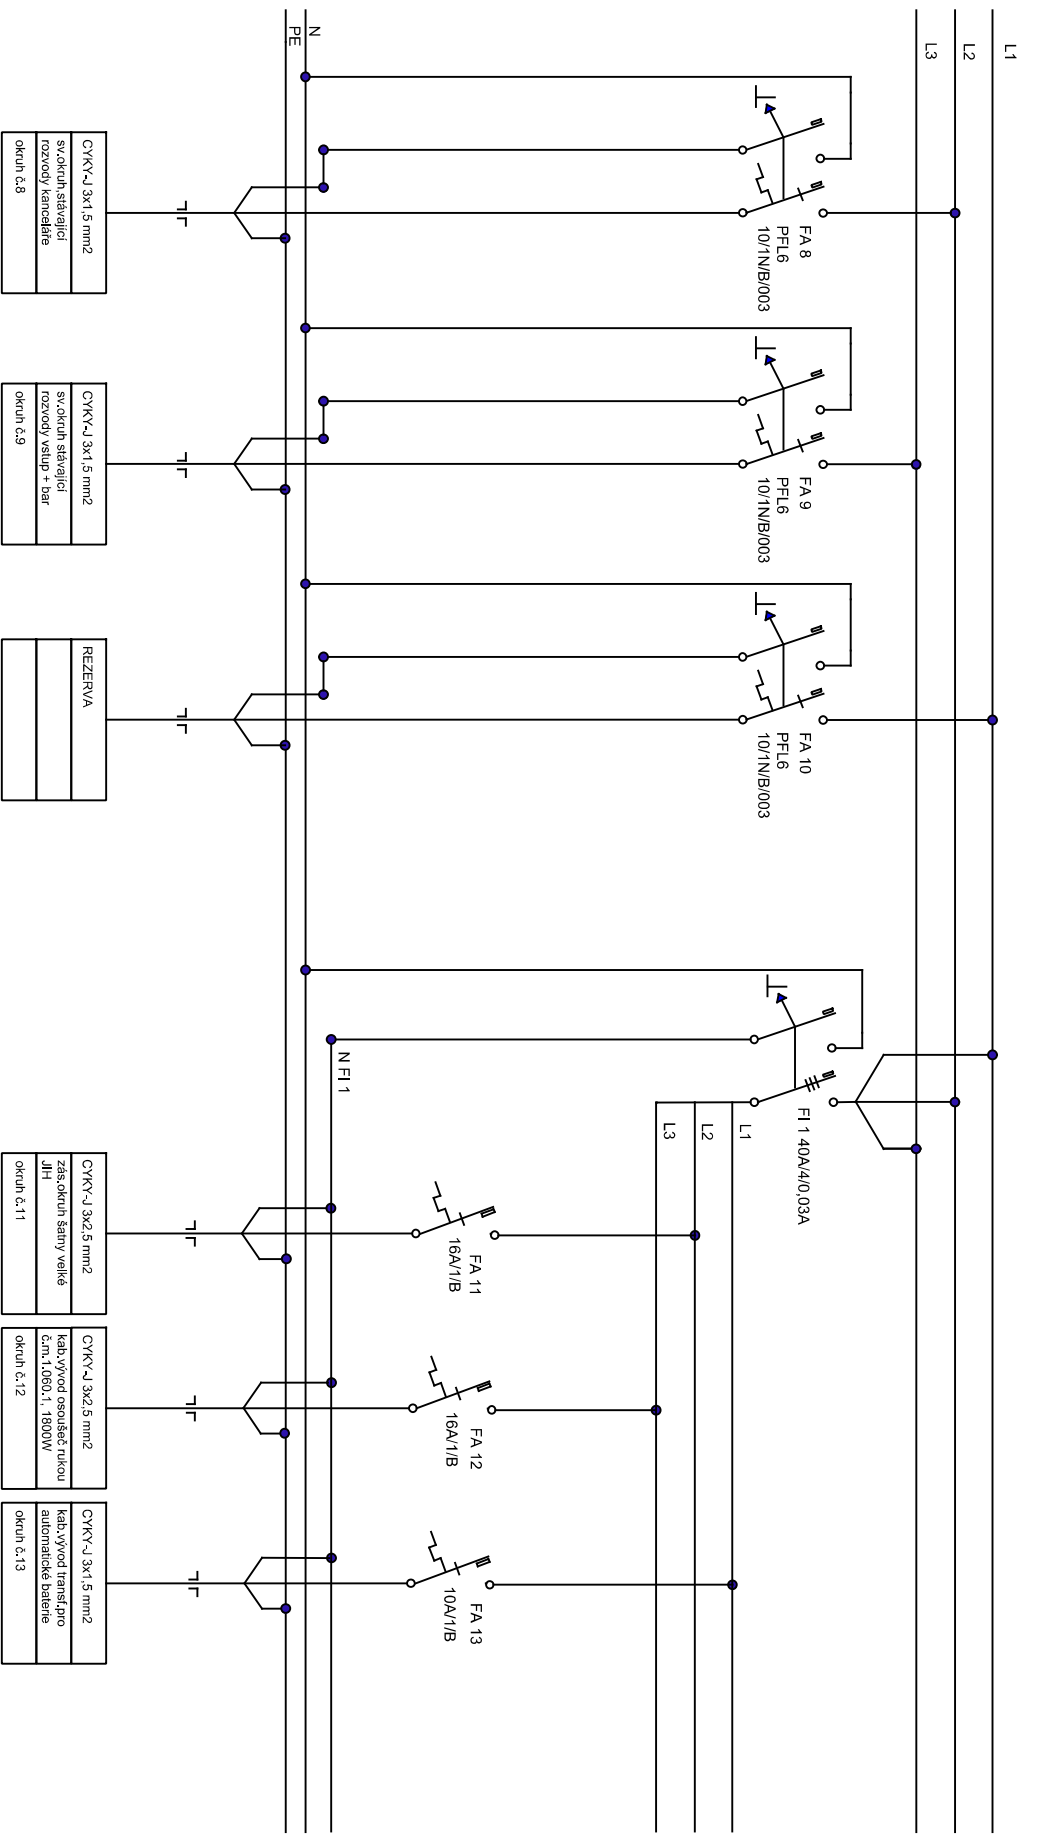 L1
L2
L3
N
PE
FA 8
PFL6
10/1N/B/003
FA 9
PFL6
10/1N/B/003
FA 10
PFL6
10/1N/B/003
FI 1 40A/4/0,03A
L1
L2
L3
N FI 1
FA 11
16A/1/B
FA 12
16A/1/B
FA 13
10A/1/B
CYKY-J 3x1,5 mm2
sv.okruh,stávající
rozvody kanceláře
okruh č.8
CYKY-J 3x1,5 mm2
sv.okruh stávající
rozvody vstup + bar
okruh č.9
REZERVA
CYKY-J 3x2,5 mm2
zás.okruh šatny velké
JIH
okruh č.11
CYKY-J 3x2,5 mm2
kab.vývod osoušeč rukou
č.m.1.060.1, 1800W
okruh č.12
CYKY-J 3x1,5 mm2
kab.vývod transf.pro
automatické baterie
okruh č.13